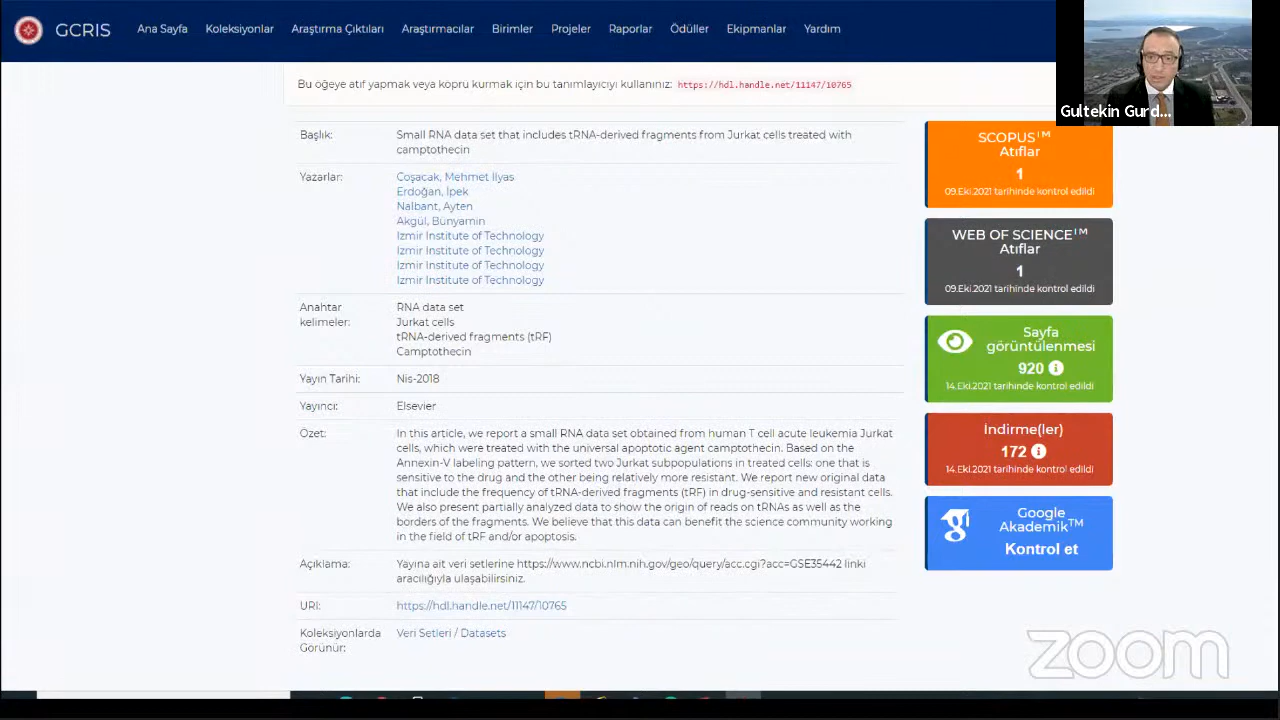 GCRIS
Ana Sayfa Koleksiyonlar Araştırma Çıktıları Araştırmacılar Birimler Projeler Raporlar Ödüller Ekipmanlar Yardım
Gultekin Gurd...
Bu öğeye atıf yapmak veya köprü kurmak için bu tanımlayıcıyı kullanınız: https://hdl.handle.net/11147/10765
Başlık: Small RNA data set that includes tRNA-derived fragments from Jurkat cells treated with
camptothecin
Yazarlar: Coşacak, Mehmet İlyas
Erdoğan, İpek
Nalbant, Ayten
Akgül, Bünyamin
Izmir Institute of Technology
Izmir Institute of Technology
Izmir Institute of Technology
Izmir Institute of Technology
Anahtar RNA data set
kelimeler: Jurkat cells
tRNA-derived fragments (tRF)
Camptothecin
Yayın Tarihi: Nis-2018
Yayıncı: Elsevier
Özet: In this article, we report a small RNA data set obtained from human T cell acute leukemia Jurkat
cells, which were treated with the universal apoptotic agent camptothecin. Based on the
Annexin-V labeling pattern, we sorted two Jurkat subpopulations in treated cells: one that is
sensitive to the drug and the other being relatively more resistant. We report new original data
that include the frequency of tRNA-derived fragments (tRF) in drug-sensitive and resistant cells.
We also present partially analyzed data to show the origin of reads on tRNAs as well as the
borders of the fragments. We believe that this data can benefit the science community working
in the field of tRF and/or apoptosis.
Açıklama: Yayına ait veri setlerine https://www.ncbi.nlm.nih.gov/geo/query/acc.cgi?acc=GSE35442 linki
aracılığıyla ulaşabilirsiniz.
URI: https://hdl.handle.net/11147/10765
Koleksiyonlarda Veri Setleri / Datasets
Görünür:
SCOPUS™
Atıflar
1
09.Eki.2021 tarihinde kontrol edildi
WEB OF SCIENCE™
Atıflar
1
09.Eki.2021 tarihinde kontrol edildi
Sayfa
görüntülenmesi
920
14.Eki.2021 tarihinde kontrol edildi
İndirme(ler)
172
14.Eki.2021 tarihinde kontrol edildi
Google
Akademik™
Kontrol et
zoom